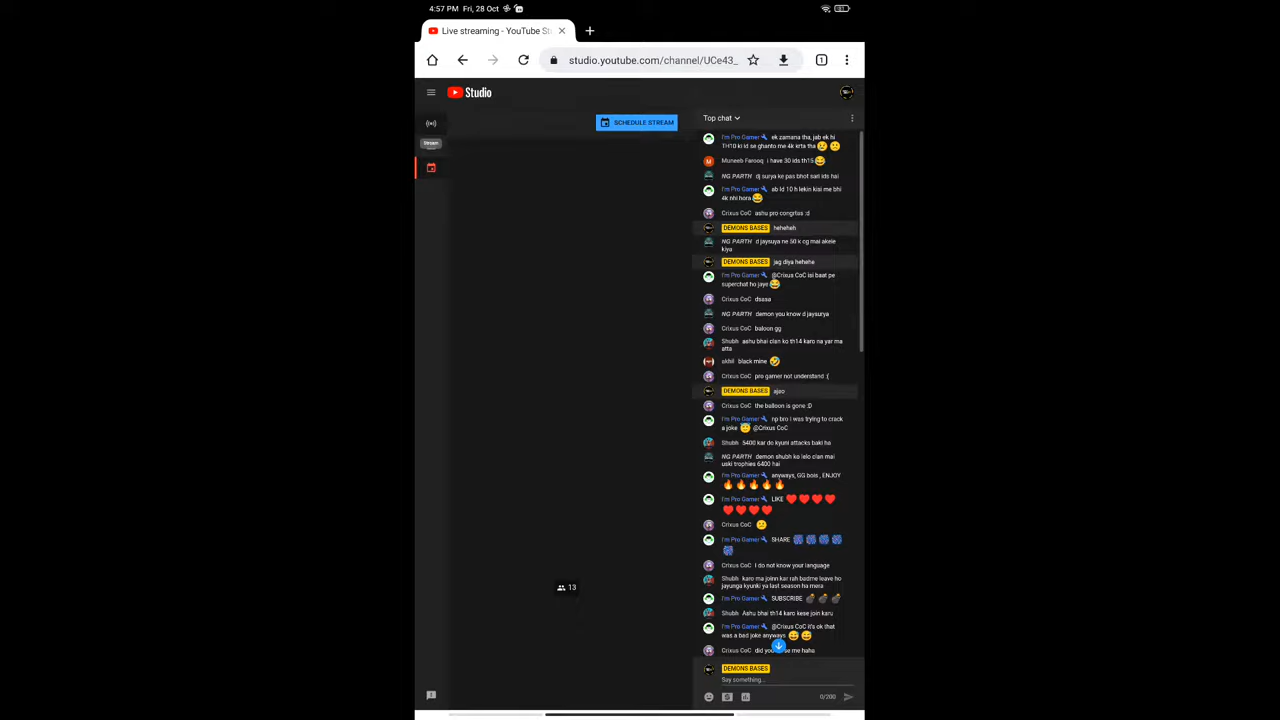 4:57 PM Fri, 28 Oct
Live streaming - YouTube St
studio.youtube.com/channel/UCe43_
1
Studio
SCHEDULE STREAM
Top chat
Stream
I'm Pro Gamer ek zamana tha, jab ek hi
TH10 ki id se ghanto me 4k krta tha
M Muneeb Farooq i have 30 ids th15
NG PARTH dj surya ke pas bhot sari ids hai
I'm Pro Gamer ab ld 10 h lekin kisi me bhi
4k nhi hora
Crixus CoC ashu pro congrtias :d
DEMONS BASES heheheh
NG PARTH d jaysuya ne 50 k cg mai akele
kiya
DEMONS BASES jag diya hehehe
I'm Pro Gamer @Crixus CoC isi baat pe
superchat ho jaye
Crixus CoC dsasa
NG PARTH demon you know d jaysurya
Crixus CoC baloon gg
Shubh ashu bhai clan ko th14 karo na yar ma
atta
akhil black mine
Crixus CoC pro gamer not understand :(
DEMONS BASES ajao
Crixus CoC the balloon is gone :D
I'm Pro Gamer np bro i was trying to crack
a joke @Crixus CoC
Shubh 5400 kar do kyuni attacks baki ha
NG PARTH demon shubh ko lelo clan mai
uski trophies 6400 hai
I'm Pro Gamer anyways, GG bois , ENJOY
I'm Pro Gamer LIKE
Crixus CoC
I'm Pro Gamer SHARE
Crixus CoC I do not know your language
Shubh karo ma joinn kar rah badme leave ho
jayunga kyunki ya last season ha mera
I'm Pro Gamer SUBSCRIBE
13
Shubh Ashu bhai th14 karo kese join karu
I'm Pro Gamer @Crixus CoC it's ok that
was a bad joke anyways
Crixus CoC did you se me haha
DEMONS BASES
Say something...
0/200